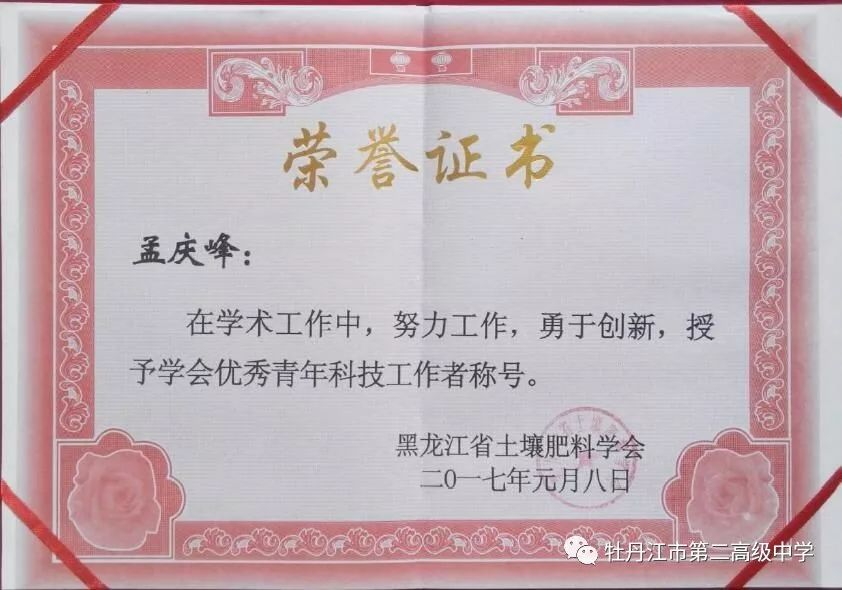 荣誉证书
孟庆峰：
在学术工作中，努力工作，勇于创新，授
予学会优秀青年科技工作者称号。
黑龙江省土壤肥料学会
二〇一七年元月八日
牡丹江市第二高级中学